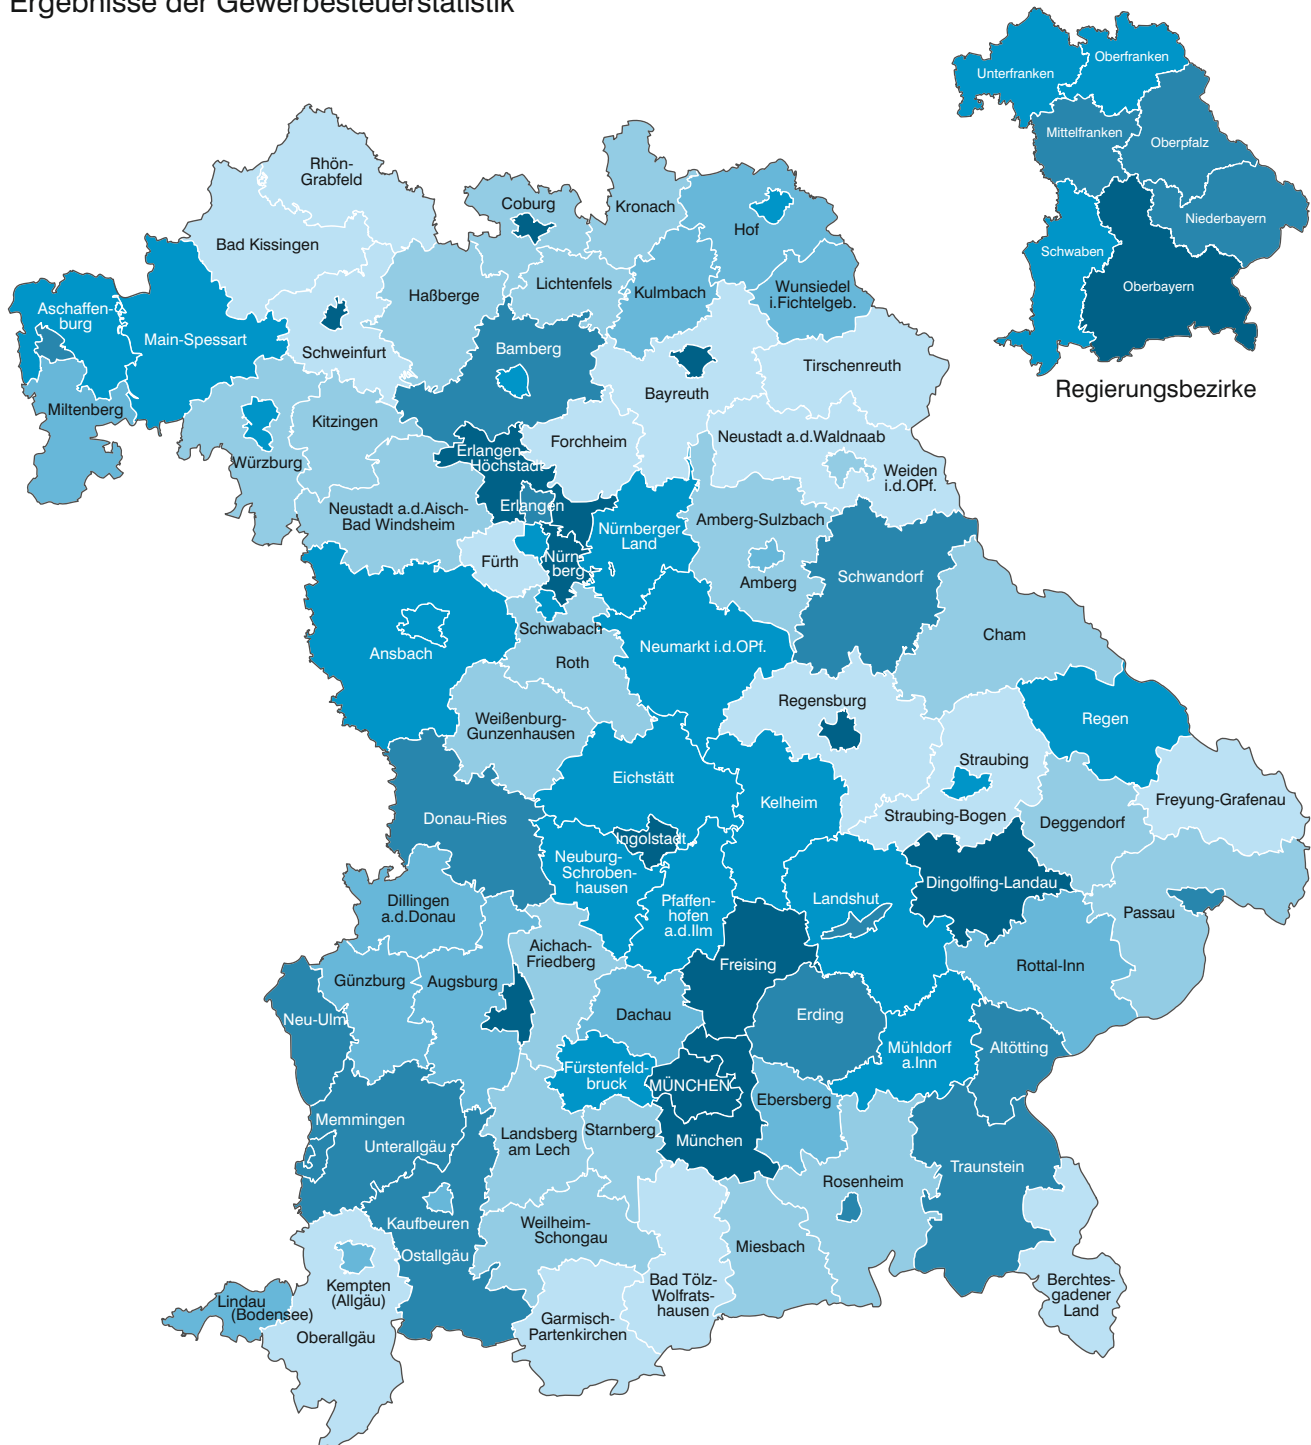 Ergebnisse der Gewerbesteuerstatistik
Unterfranken
Oberfranken
Mittelfranken
Oberpfalz
Niederbayern
Schwaben
Oberbayern
Regierungsbezirke
Rhön-
Grabfeld
Coburg
Kronach
Hof
Bad Kissingen
Haßberge
Lichtenfels
Kulmbach
Wunsiedel
i.Fichtelgeb.
Aschaffen-
burg
Main-Spessart
Schweinfurt
Bamberg
Bayreuth
Tirschenreuth
Miltenberg
Kitzingen
Würzburg
Forchheim
Neustadt a.d.Waldnaab
Erlangen-
Höchstadt
Weiden
i.d.OPf.
Neustadt a.d.Aisch-
Bad Windsheim
Erlangen
Nürnberger
Land
Amberg-Sulzbach
Fürth
Nürn-
berg
Amberg
Schwandorf
Ansbach
Schwabach
Roth
Neumarkt i.d.OPf.
Cham
Weißenburg-
Gunzenhausen
Regensburg
Regen
Eichstätt
Kelheim
Straubing
Straubing-Bogen
Freyung-Grafenau
Donau-Ries
Deggendorf
Ingolstadt
Neuburg-
Schroben-
hausen
Pfaffen-
hofen
a.d.Ilm
Landshut
Dingolfing-Landau
Passau
Dillingen
a.d.Donau
Aichach-
Friedberg
Freising
Rottal-Inn
Günzburg
Augsburg
Neu-Ulm
Dachau
Erding
Mühldorf
a.Inn
Altötting
Fürstenfeld-
bruck
MÜNCHEN
Ebersberg
Memmingen
Unterallgäu
Landsberg
am Lech
Starnberg
München
Traunstein
Rosenheim
Kaufbeuren
Ostallgäu
Weilheim-
Schongau
Miesbach
Kempten
(Allgäu)
Bad Tölz-
Wolfrats-
hausen
Berchtes-
gadener
Land
Lindau
(Bodensee)
Oberallgäu
Garmisch-
Partenkirchen